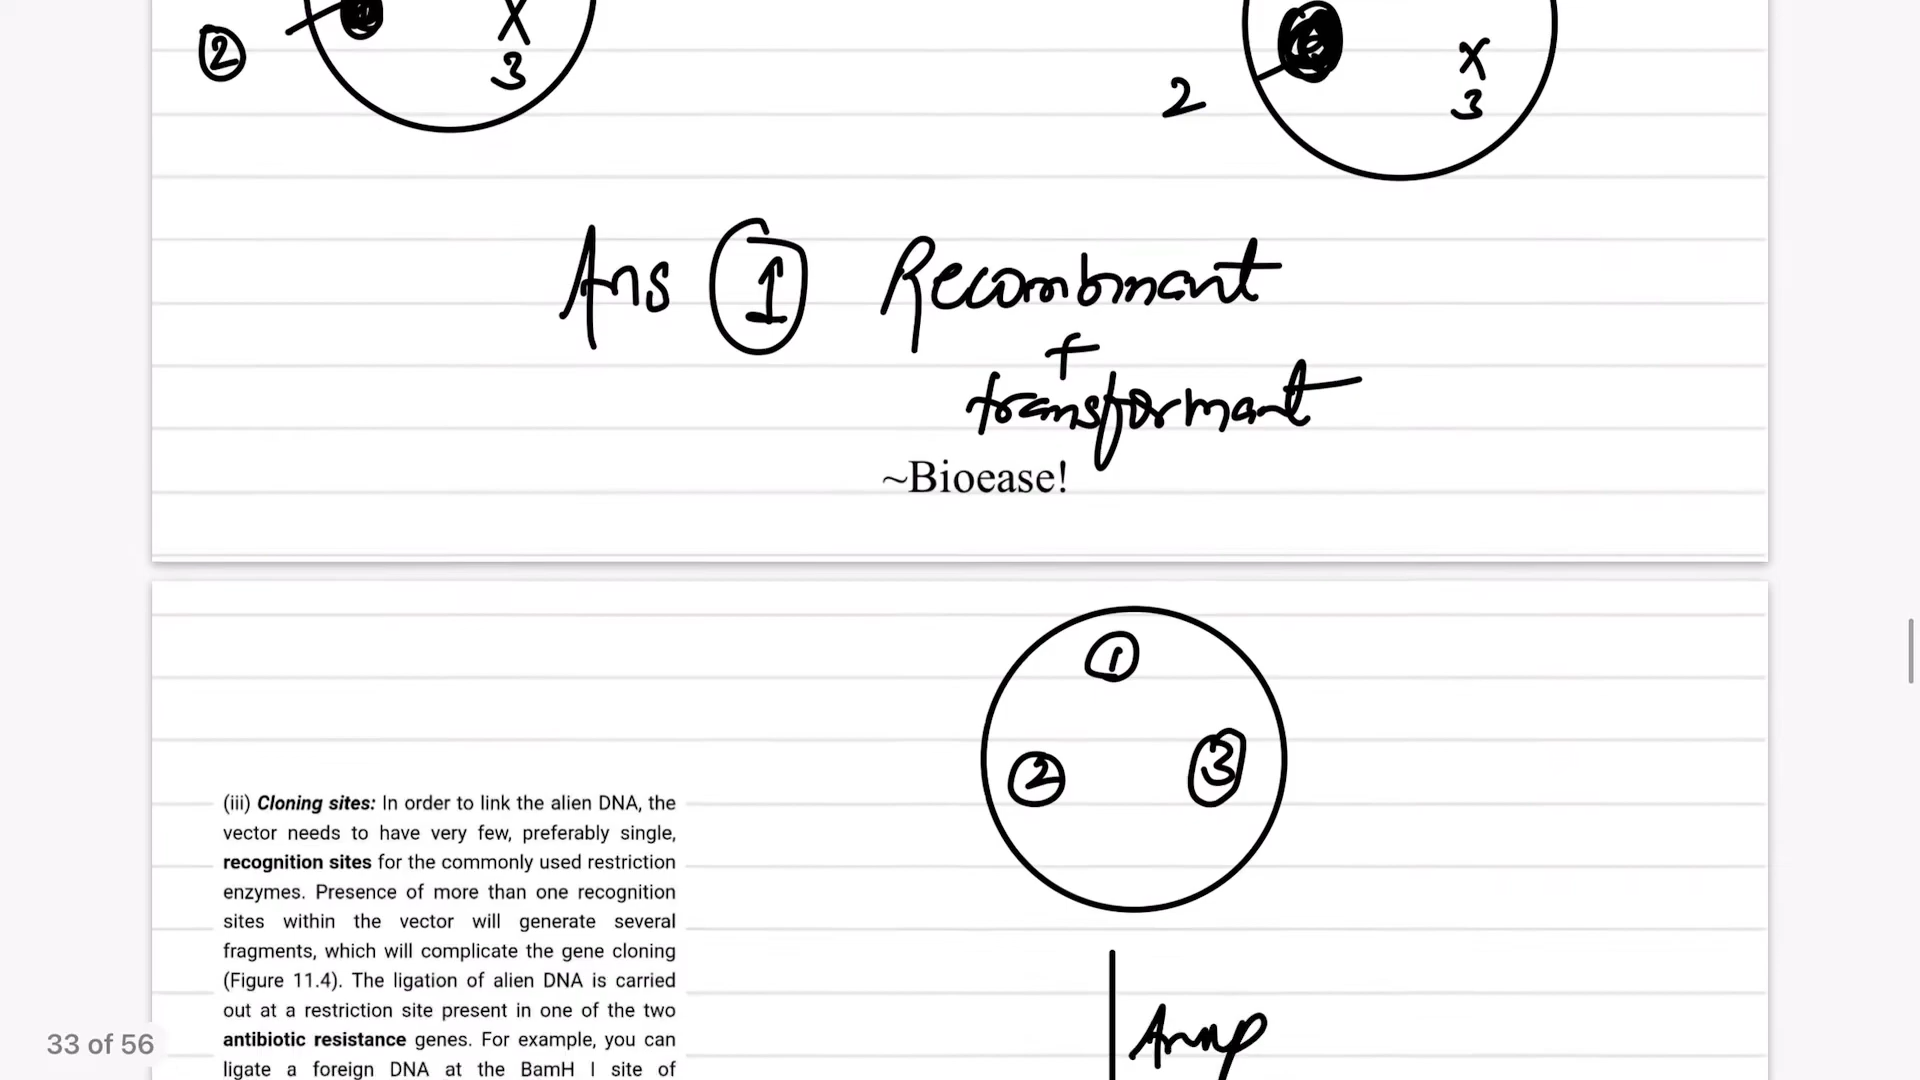 X
②
3
X
2
3
Ans ① Recombinant
+
transformant
~Bioease!
①
②
③
(iii) Cloning sites: In order to link the alien DNA, the
vector needs to have very few, preferably single,
recognition sites for the commonly used restriction
enzymes. Presence of more than one recognition
sites within the vector will generate several
fragments, which will complicate the gene cloning
(Figure 11.4). The ligation of alien DNA is carried
out at a restriction site present in one of the two
antibiotic resistance genes. For example, you can
ligate a foreign DNA at the BamH I site of
Amp
33 of 56